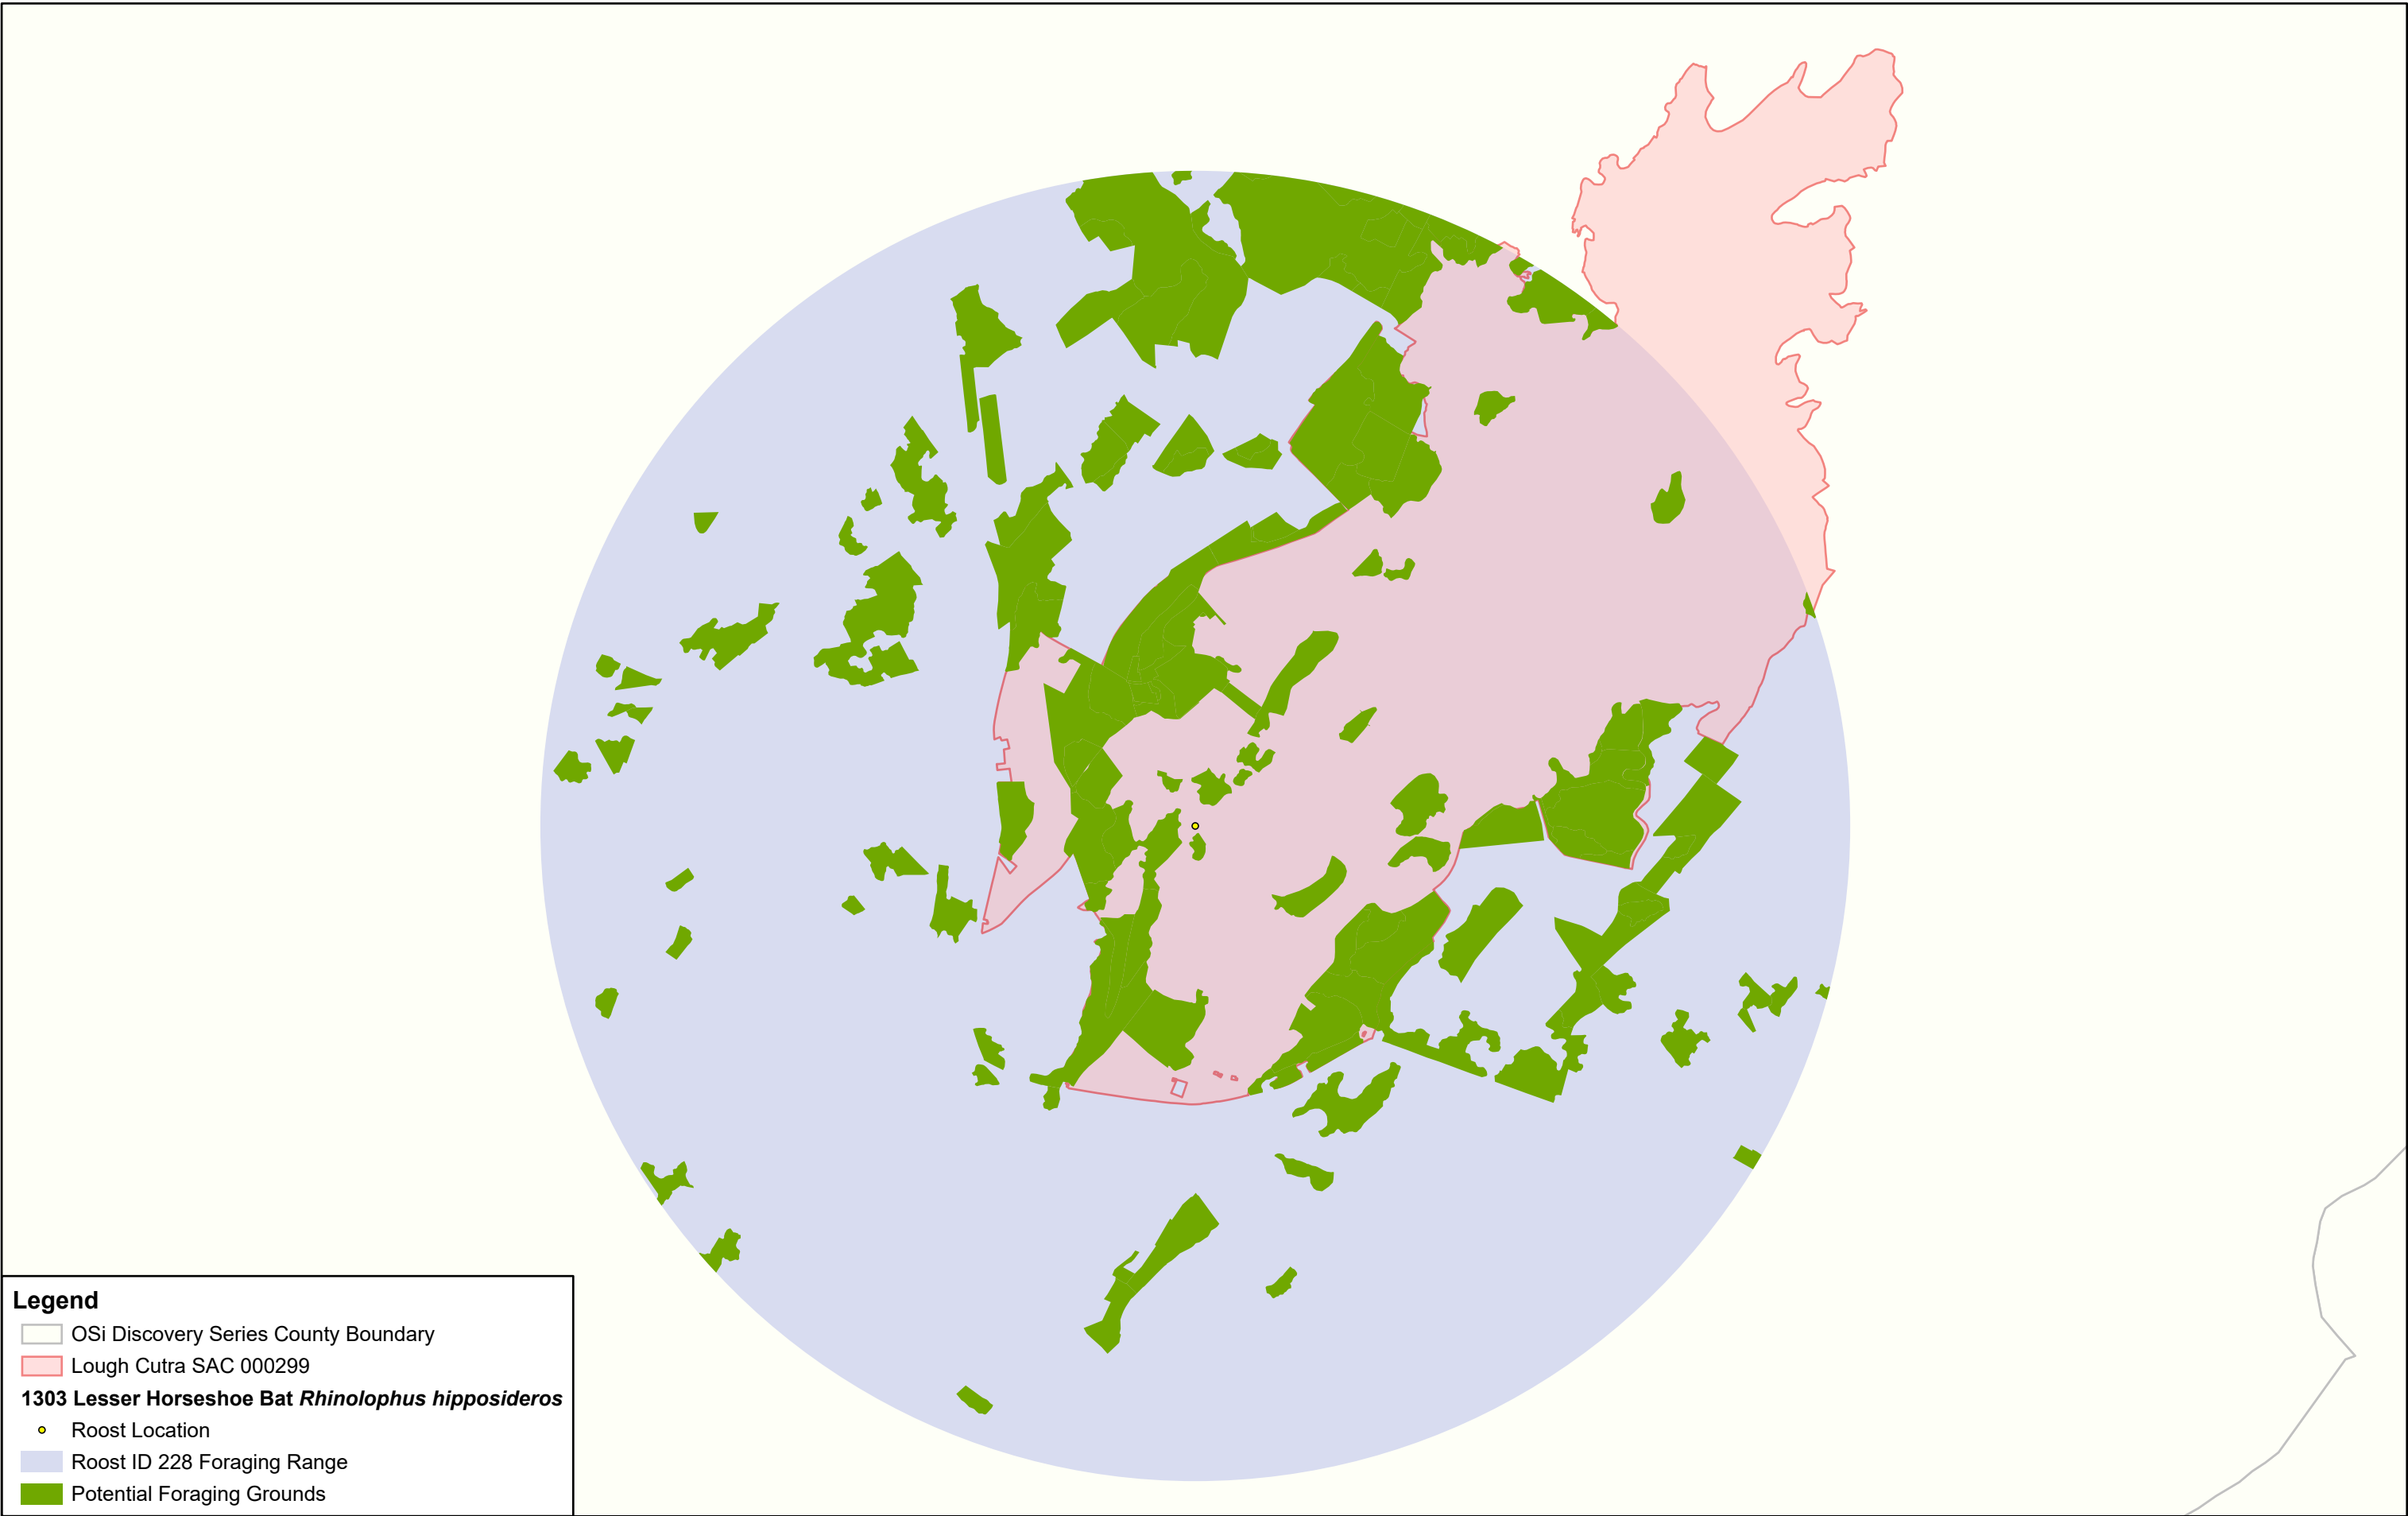 Legend
OSi Discovery Series County Boundary
Lough Cutra SAC 000299
1303 Lesser Horseshoe Bat Rhinolophus hipposideros
Roost Location
Roost ID 228 Foraging Range
Potential Foraging Grounds